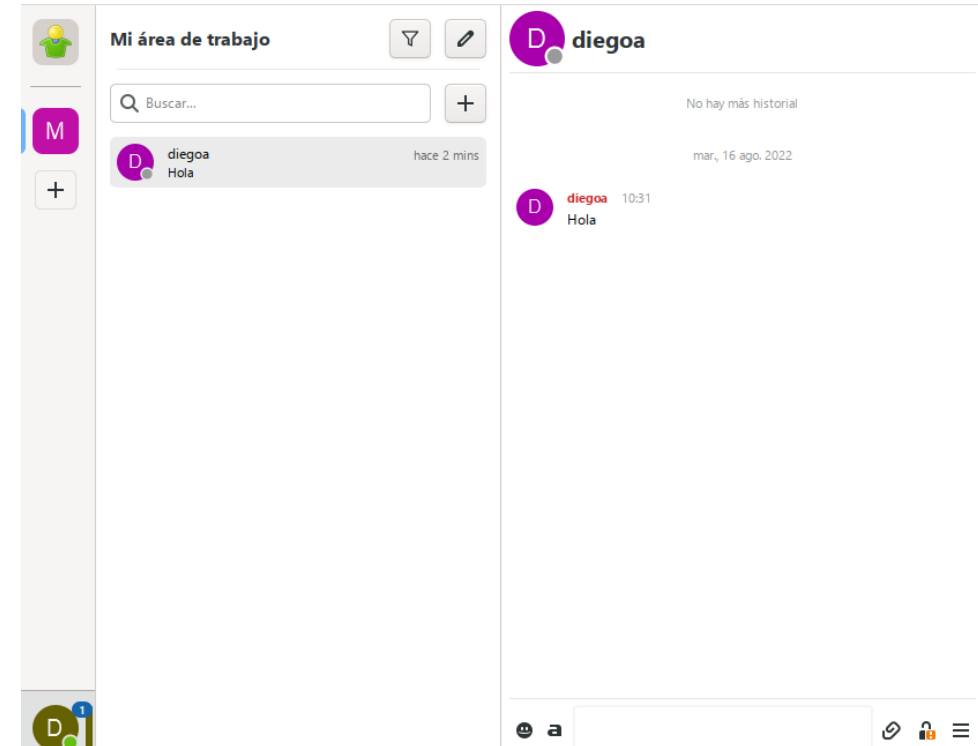 Mi área de trabajo
M
Buscar...
D
diegoa
hace 2 mins
Hola
D
1
D
diegoa
No hay más historial
mar., 16 ago. 2022
D
diegoa 10:31
Hola
a